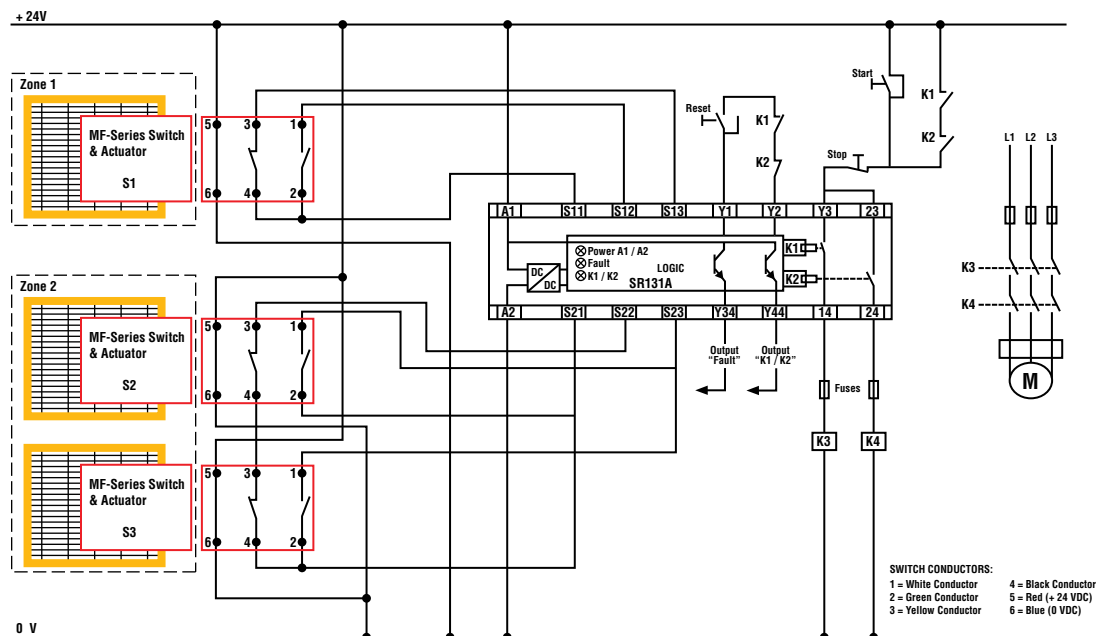 + 24V
Zone 1
MF-Series Switch
& Actuator
S1
5 3 1
6 4 2
Zone 2
MF-Series Switch
& Actuator
S2
5 3 1
6 4 2
MF-Series Switch
& Actuator
S3
5 3 1
6 4 2
0 V
Reset
K1
K2
Start
Stop
K1
K2
A1 S11 S12 S13 Y1 Y2 Y3 23
Power A1 / A2
Fault
K1 / K2
LOGIC
SR131A
DC
DC
K1
K2
A2 S21 S22 S23 Y34 Y44 14 24
Output
"Fault"
Output
"K1 / K2"
Fuses
K3 K4
L1 L2 L3
K3
K4
M
SWITCH CONDUCTORS:
1 = White Conductor
2 = Green Conductor
3 = Yellow Conductor
4 = Black Conductor
5 = Red (+ 24 VDC)
6 = Blue (0 VDC)